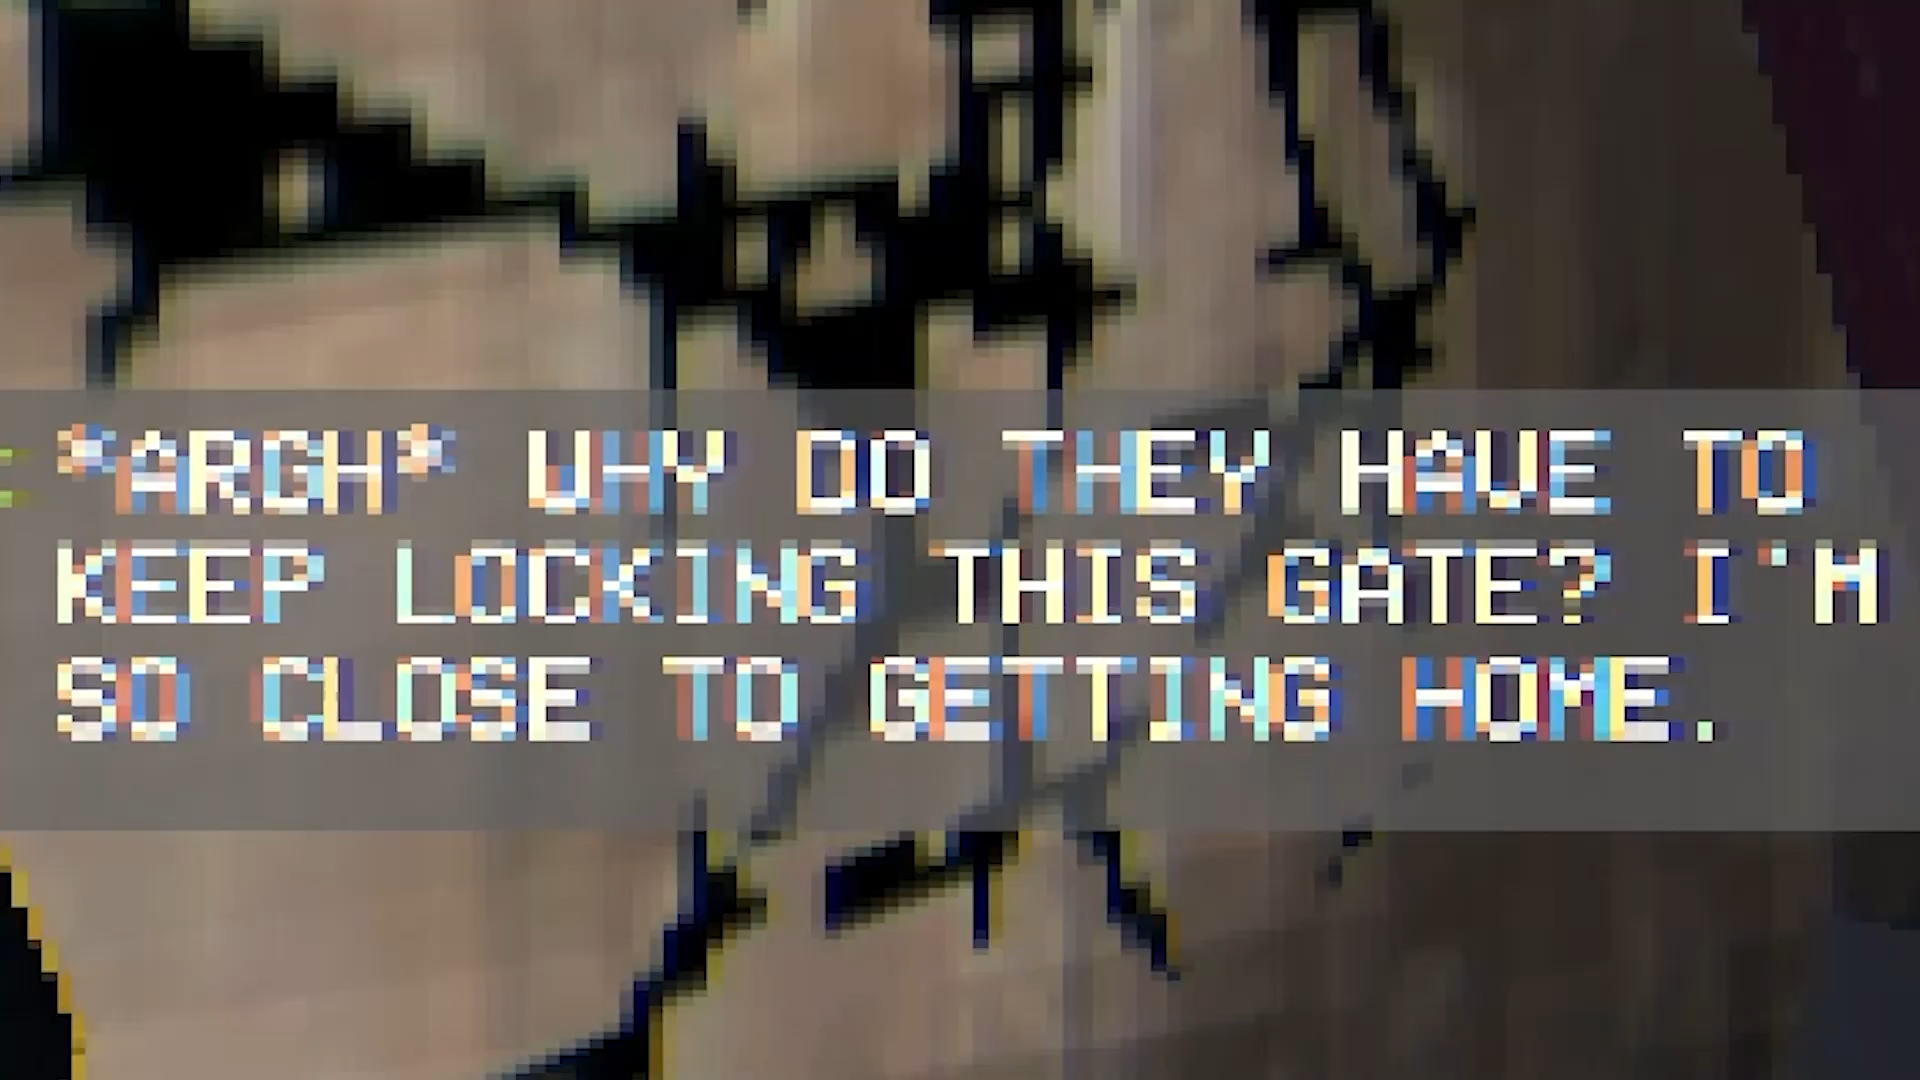 *ARGH* WHY DO THEY HAVE TO
KEEP LOCKING THIS GATE? I'M
SO CLOSE TO GETTING HOME.